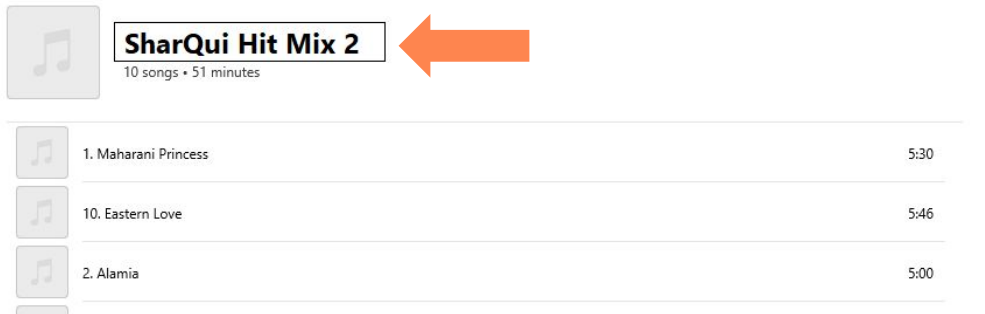 SharQui Hit Mix 2
10 songs • 51 minutes
1. Maharani Princess 5:30
10. Eastern Love 5:46
2. Alamia 5:00